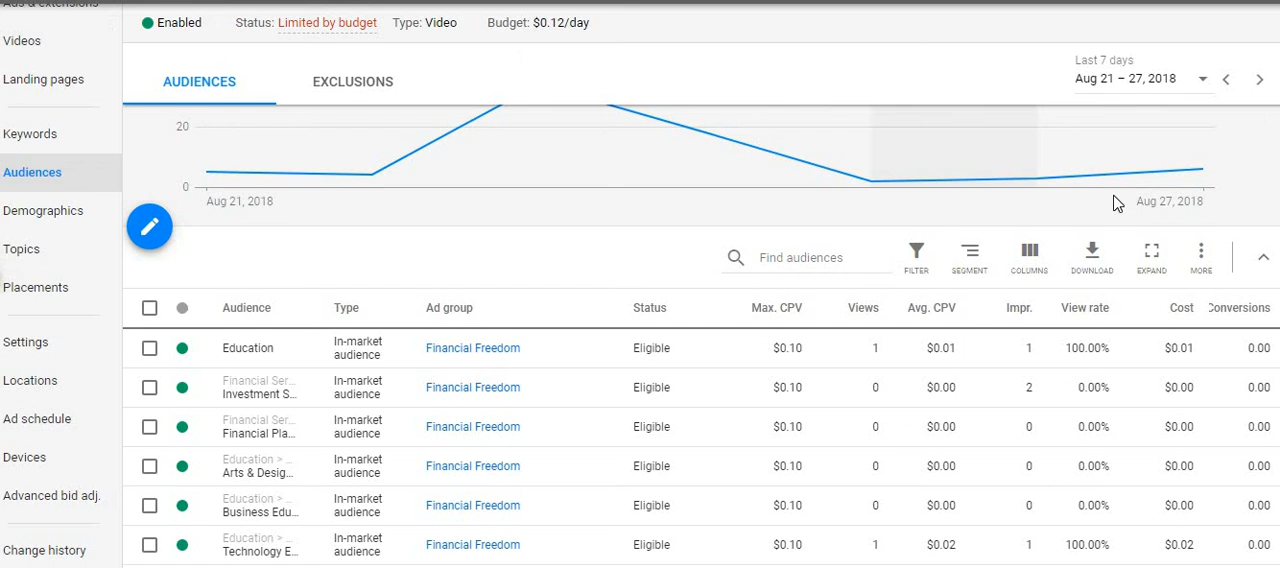 Ads & extensions
Videos
Landing pages
Keywords
Audiences
Demographics
Topics
Placements
Settings
Locations
Ad schedule
Devices
Advanced bid adj.
Change history
Enabled Status: Limited by budget Type: Video Budget: $0.12/day
AUDIENCES EXCLUSIONS
Last 7 days
Aug 21 – 27, 2018
20
0
Aug 21, 2018 Aug 27, 2018
Find audiences
FILTER SEGMENT COLUMNS DOWNLOAD EXPAND MORE
Audience Type Ad group Status Max. CPV Views Avg. CPV Impr. View rate Cost Conversions
Education In-market audience Financial Freedom Eligible $0.10 1 $0.01 1 100.00% $0.01 0.00
Financial Ser... Investment S... In-market audience Financial Freedom Eligible $0.10 0 $0.00 2 0.00% $0.00 0.00
Financial Ser... Financial Pla... In-market audience Financial Freedom Eligible $0.10 0 $0.00 0 0.00% $0.00 0.00
Education > ... Arts & Desig... In-market audience Financial Freedom Eligible $0.10 0 $0.00 0 0.00% $0.00 0.00
Education > ... Business Edu... In-market audience Financial Freedom Eligible $0.10 0 $0.00 0 0.00% $0.00 0.00
Education > ... Technology E... In-market audience Financial Freedom Eligible $0.10 1 $0.02 1 100.00% $0.02 0.00